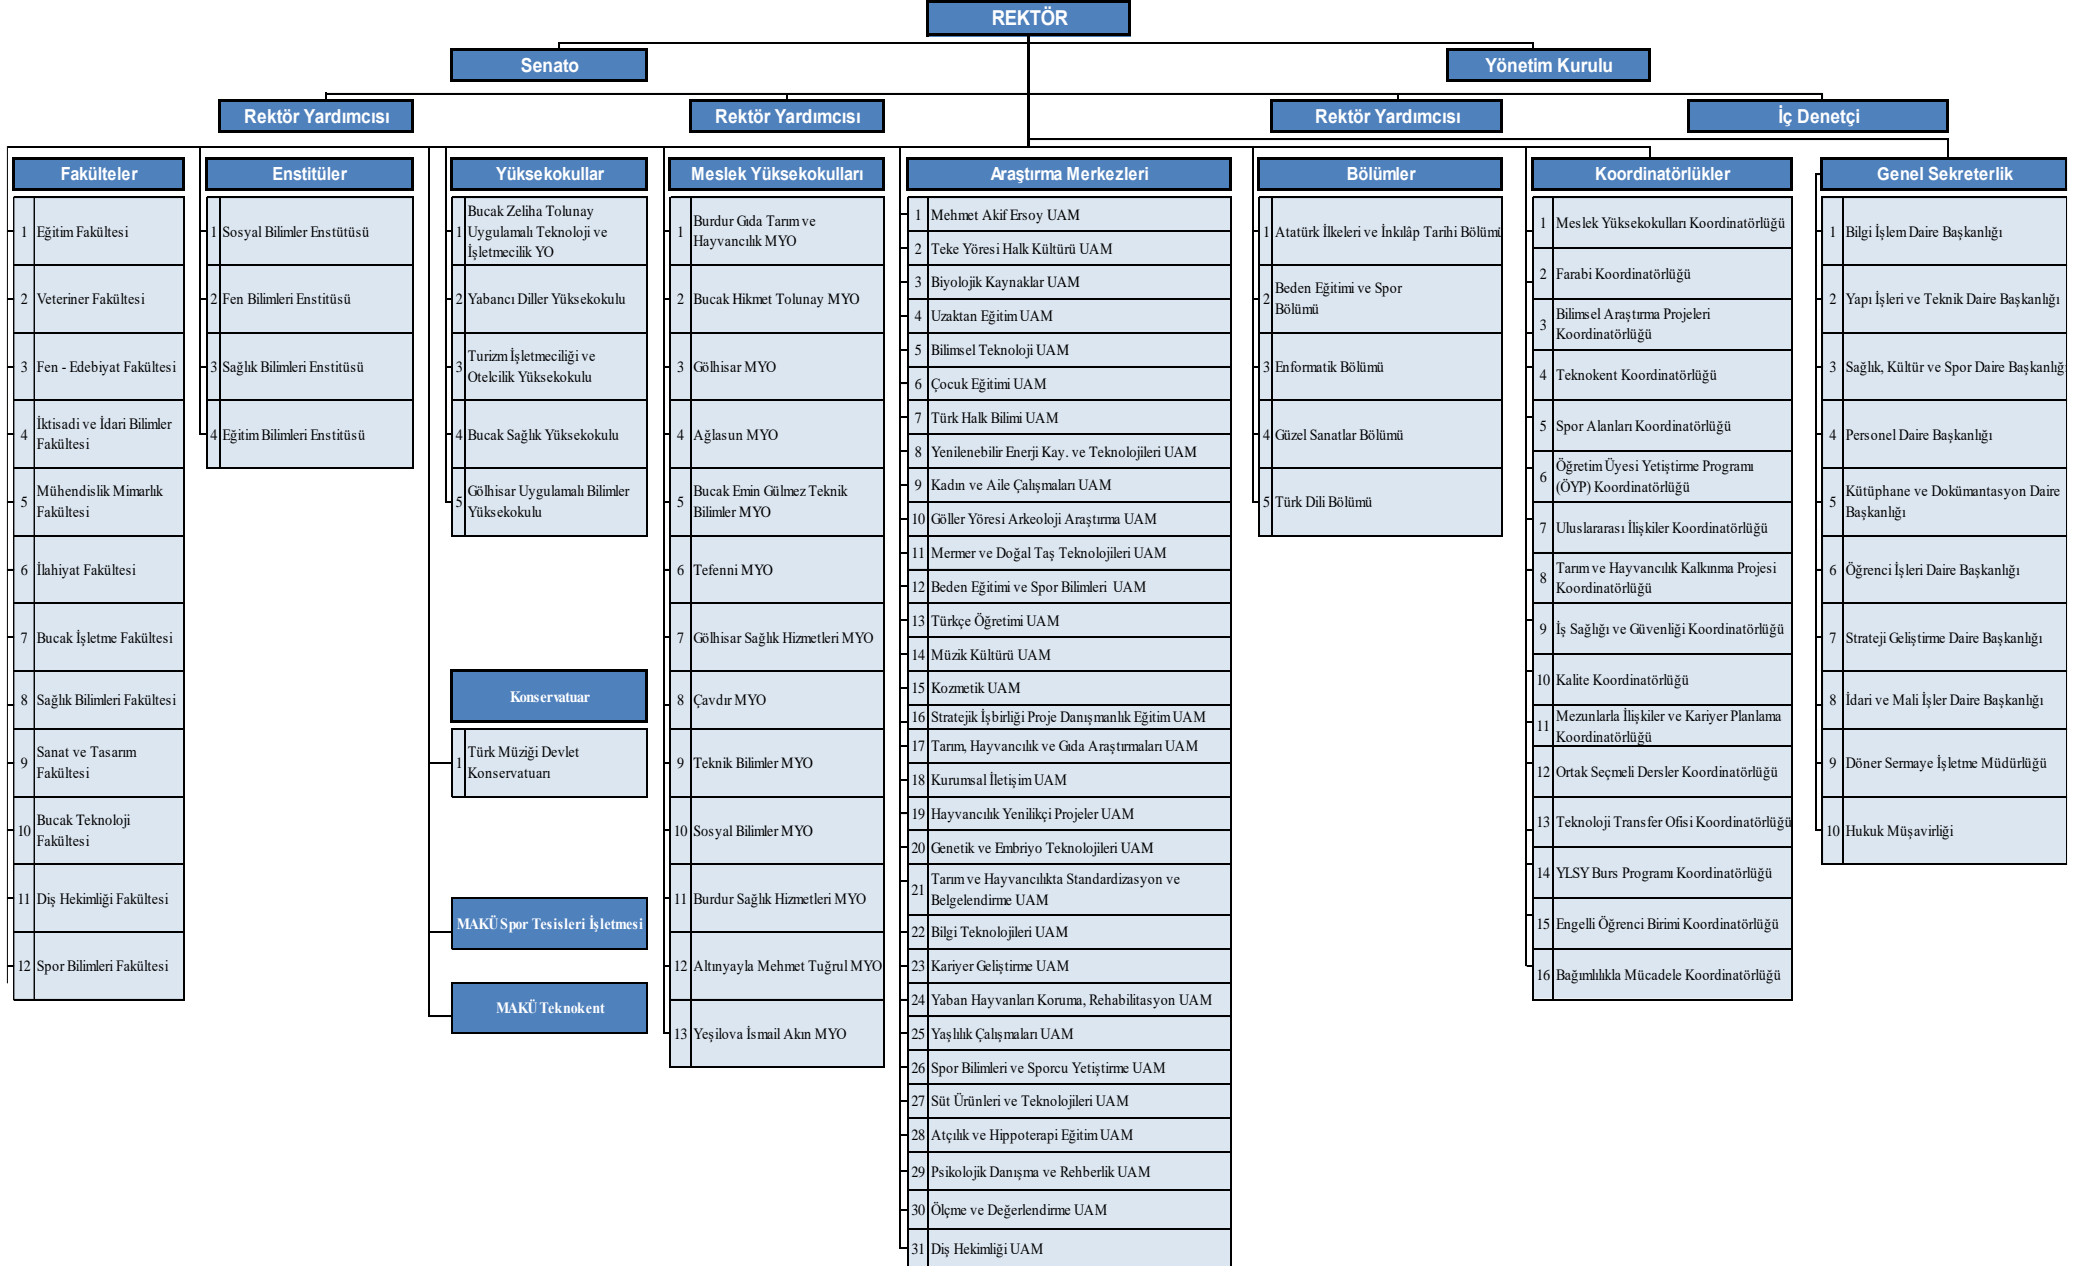 REKTÖR
Senato
Yönetim Kurulu
Rektör Yardımcısı
Rektör Yardımcısı
Rektör Yardımcısı
İç Denetçi
Fakülteler
1 Eğitim Fakültesi
2 Veteriner Fakültesi
3 Fen - Edebiyat Fakültesi
4 İktisadi ve İdari Bilimler
Fakültesi
5 Mühendislik Mimarlık
Fakültesi
6 İlahiyat Fakültesi
7 Bucak İşletme Fakültesi
8 Sağlık Bilimleri Fakültesi
9 Sanat ve Tasarım
Fakültesi
10 Bucak Teknoloji
Fakültesi
11 Diş Hekimliği Fakültesi
12 Spor Bilimleri Fakültesi
Enstitüler
1 Sosyal Bilimler Enstütüsü
2 Fen Bilimleri Enstitüsü
3 Sağlık Bilimleri Enstitüsü
4 Eğitim Bilimleri Enstitüsü
Yüksekokullar
1 Bucak Zeliha Tolunay
Uygulamalı Teknoloji ve
İşletmecilik YO
2 Yabancı Diller Yüksekokulu
3 Turizm İşletmeciliği ve
Otelcilik Yüksekokulu
4 Bucak Sağlık Yüksekokulu
5 Gölhisar Uygulamalı Bilimler
Yüksekokulu
Konservatuar
1 Türk Müziği Devlet
Konservatuarı
MAKÜ Spor Tesisleri İşletmesi
MAKÜ Teknokent
Meslek Yüksekokulları
1 Burdur Gıda Tarım ve
Hayvancılık MYO
2 Bucak Hikmet Tolunay MYO
3 Gölhisar MYO
4 Ağlasun MYO
5 Bucak Emin Gülmez Teknik
Bilimler MYO
6 Tefenni MYO
7 Gölhisar Sağlık Hizmetleri MYO
8 Çavdır MYO
9 Teknik Bilimler MYO
10 Sosyal Bilimler MYO
11 Burdur Sağlık Hizmetleri MYO
12 Altınyayla Mehmet Tuğrul MYO
13 Yeşilova İsmail Akın MYO
Araştırma Merkezleri
1 Mehmet Akif Ersoy UAM
2 Teke Yöresi Halk Kültürü UAM
3 Biyolojik Kaynaklar UAM
4 Uzaktan Eğitim UAM
5 Bilimsel Teknoloji UAM
6 Çocuk Eğitimi UAM
7 Türk Halk Bilimi UAM
8 Yenilenebilir Enerji Kay. ve Teknolojileri UAM
9 Kadın ve Aile Çalışmaları UAM
10 Göller Yöresi Arkeoloji Araştırma UAM
11 Mermer ve Doğal Taş Teknolojileri UAM
12 Beden Eğitimi ve Spor Bilimleri UAM
13 Türkçe Öğretimi UAM
14 Müzik Kültürü UAM
15 Kozmetik UAM
16 Stratejik İşbirliği Proje Danışmanlık Eğitim UAM
17 Tarım, Hayvancılık ve Gıda Araştırmaları UAM
18 Kurumsal İletişim UAM
19 Hayvancılık Yenilikçi Projeler UAM
20 Genetik ve Embriyo Teknolojileri UAM
21 Tarım ve Hayvancılıkta Standardizasyon ve
Belgelendirme UAM
22 Bilgi Teknolojileri UAM
23 Kariyer Geliştirme UAM
24 Yaban Hayvanları Koruma, Rehabilitasyon UAM
25 Yaşlılık Çalışmaları UAM
26 Spor Bilimleri ve Sporcu Yetiştirme UAM
27 Süt Ürünleri ve Teknolojileri UAM
28 Atçılık ve Hippoterapi Eğitim UAM
29 Psikolojik Danışma ve Rehberlik UAM
30 Ölçme ve Değerlendirme UAM
31 Diş Hekimliği UAM
Bölümler
1 Atatürk İlkeleri ve İnkılâp Tarihi Bölümü
2 Beden Eğitimi ve Spor
Bölümü
3 Enformatik Bölümü
4 Güzel Sanatlar Bölümü
5 Türk Dili Bölümü
Koordinatörlükler
1 Meslek Yüksekokulları Koordinatörlüğü
2 Farabi Koordinatörlüğü
3 Bilimsel Araştırma Projeleri
Koordinatörlüğü
4 Teknokent Koordinatörlüğü
5 Spor Alanları Koordinatörlüğü
6 Öğretim Üyesi Yetiştirme Programı
(ÖYP) Koordinatörlüğü
7 Uluslararası İlişkiler Koordinatörlüğü
8 Tarım ve Hayvancılık Kalkınma Projesi
Koordinatörlüğü
9 İş Sağlığı ve Güvenliği Koordinatörlüğü
10 Kalite Koordinatörlüğü
11 Mezunlarla İlişkiler ve Kariyer Planlama
Koordinatörlüğü
12 Ortak Seçmeli Dersler Koordinatörlüğü
13 Teknoloji Transfer Ofisi Koordinatörlüğü
14 YLSY Burs Programı Koordinatörlüğü
15 Engelli Öğrenci Birimi Koordinatörlüğü
16 Bağımlılıkla Mücadele Koordinatörlüğü
Genel Sekreterlik
1 Bilgi İşlem Daire Başkanlığı
2 Yapı İşleri ve Teknik Daire Başkanlığı
3 Sağlık, Kültür ve Spor Daire Başkanlığı
4 Personel Daire Başkanlığı
5 Kütüphane ve Dokümantasyon Daire
Başkanlığı
6 Öğrenci İşleri Daire Başkanlığı
7 Strateji Geliştirme Daire Başkanlığı
8 İdari ve Mali İşler Daire Başkanlığı
9 Döner Sermaye İşletme Müdürlüğü
10 Hukuk Müşavirliği